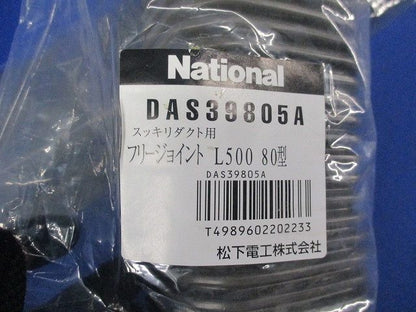 National
DAS39805A
スッキリダクト用
フリージョイント L500 80型
DAS39805A
T4989602202233
松下電工株式会社